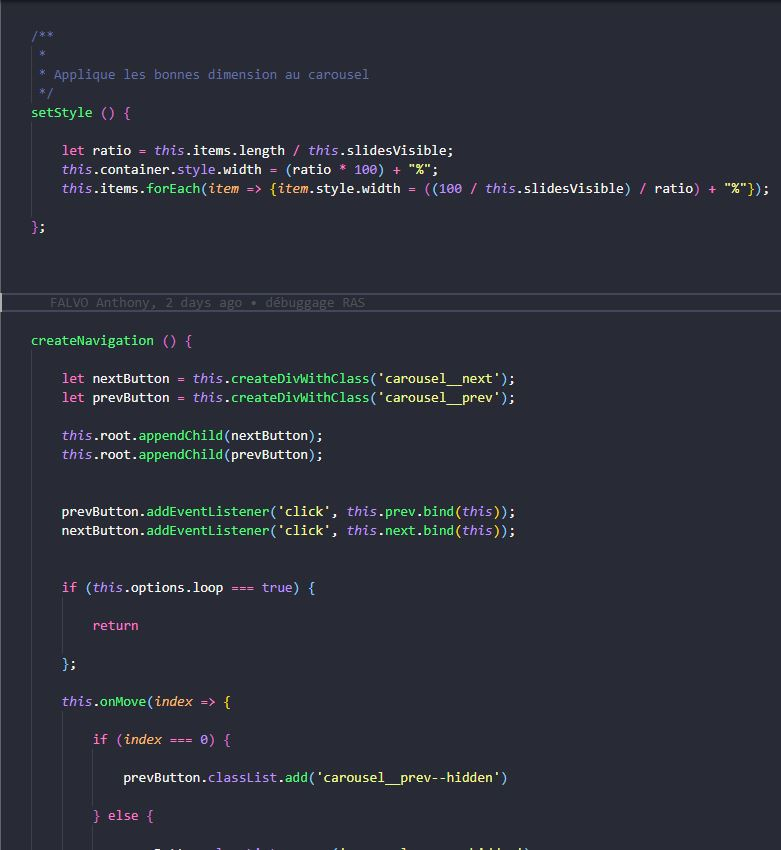 /**
*
* Applique les bonnes dimension au carousel
*/
setStyle () {
let ratio = this.items.length / this.slidesVisible;
this.container.style.width = (ratio * 100) + "%";
this.items.forEach(item => {item.style.width = ((100 / this.slidesVisible) / ratio) + "%"});
};
FALVO Anthony, 2 days ago • débuggage RAS
createNavigation () {
let nextButton = this.createDivWithClass('carousel__next');
let prevButton = this.createDivWithClass('carousel__prev');
this.root.appendChild(nextButton);
this.root.appendChild(prevButton);
prevButton.addEventListener('click', this.prev.bind(this));
nextButton.addEventListener('click', this.next.bind(this));
if (this.options.loop === true) {
return
};
this.onMove(index => {
if (index === 0) {
prevButton.classList.add('carousel__prev--hidden')
} else {